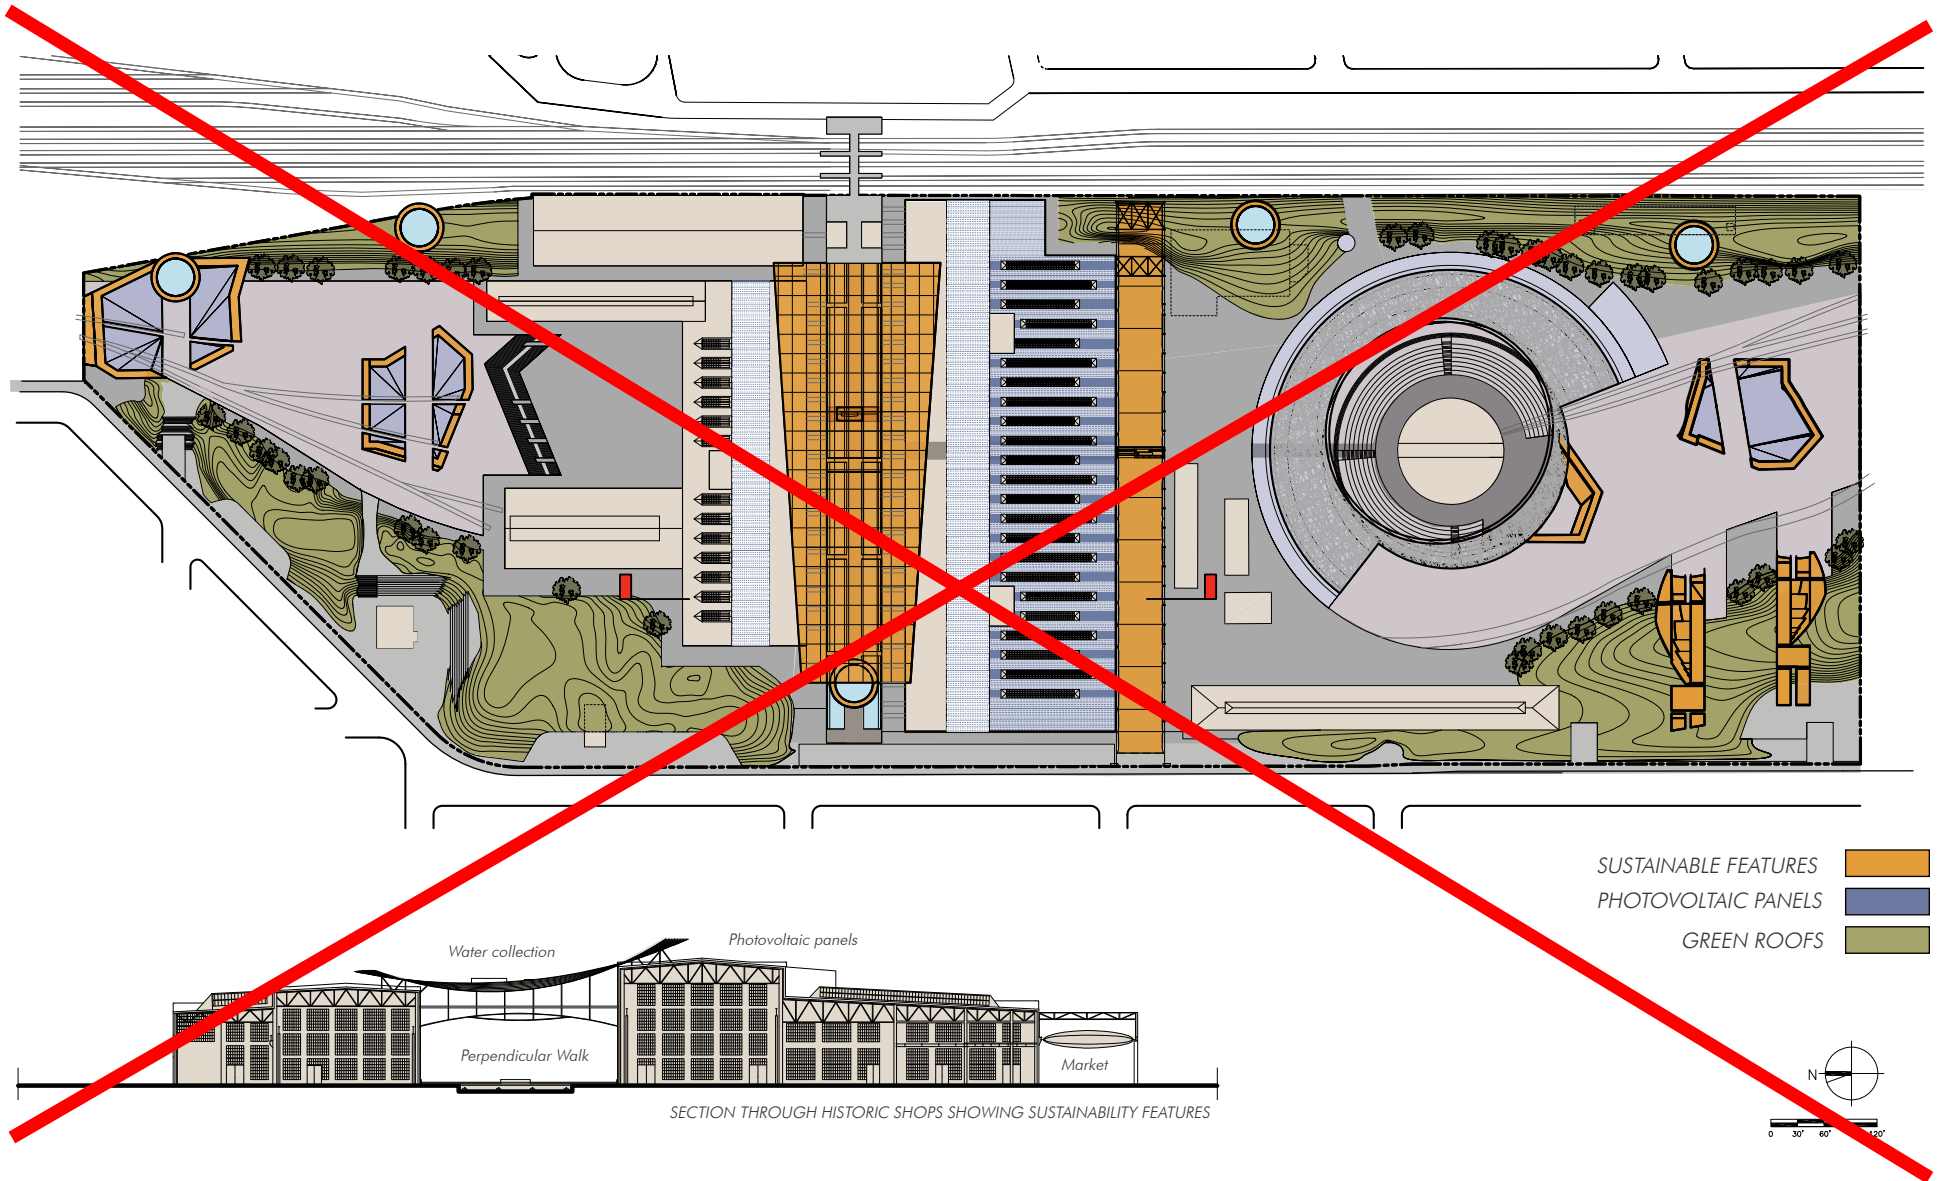 SUSTAINABLE FEATURES
PHOTOVOLTAIC PANELS
GREEN ROOFS
Water collection
Photovoltaic panels
Perpendicular Walk
Market
SECTION THROUGH HISTORIC SHOPS SHOWING SUSTAINABILITY FEATURES
N
0 30' 60' 120'